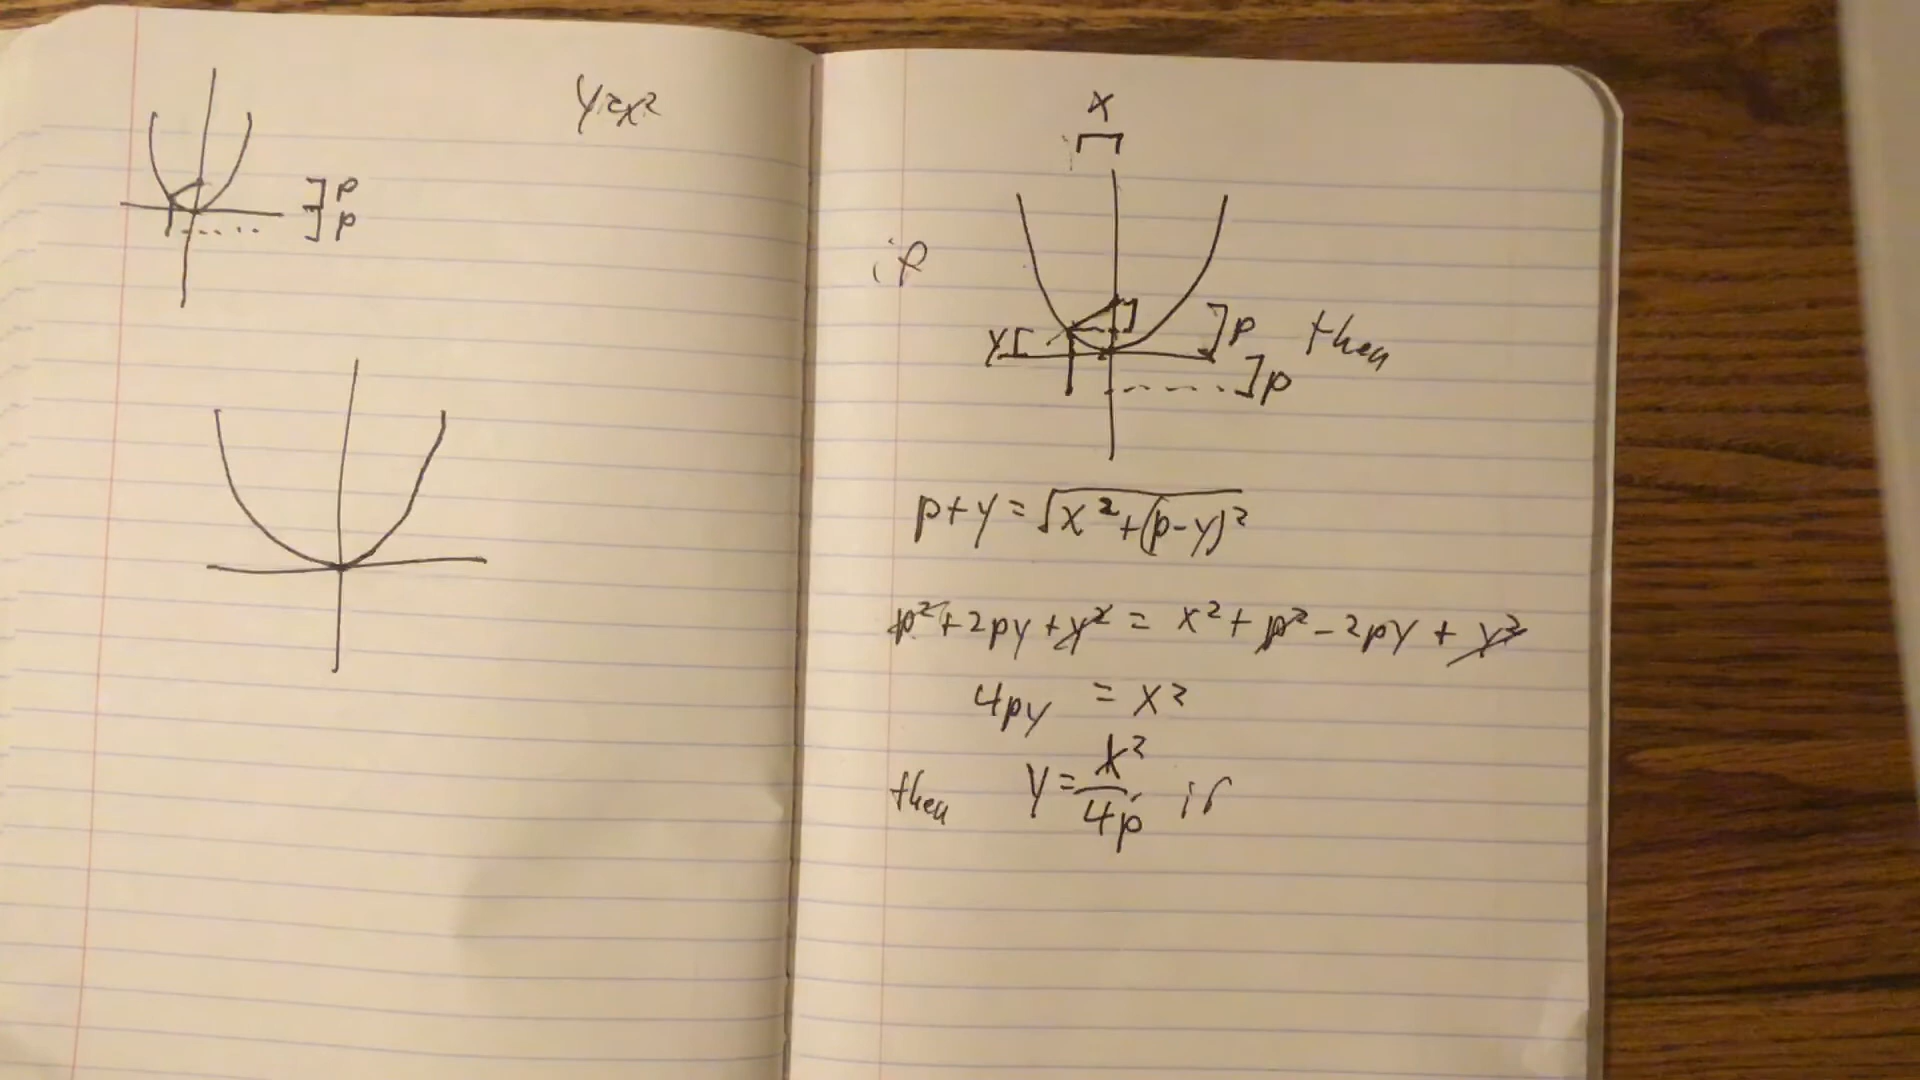 y=x²
p
p
x
if
y
p
then
p
p+y=√x²+(p-y)²
p²+2py+y²=x²+p²-2py+y²
4py=x²
then y=x²/4p if